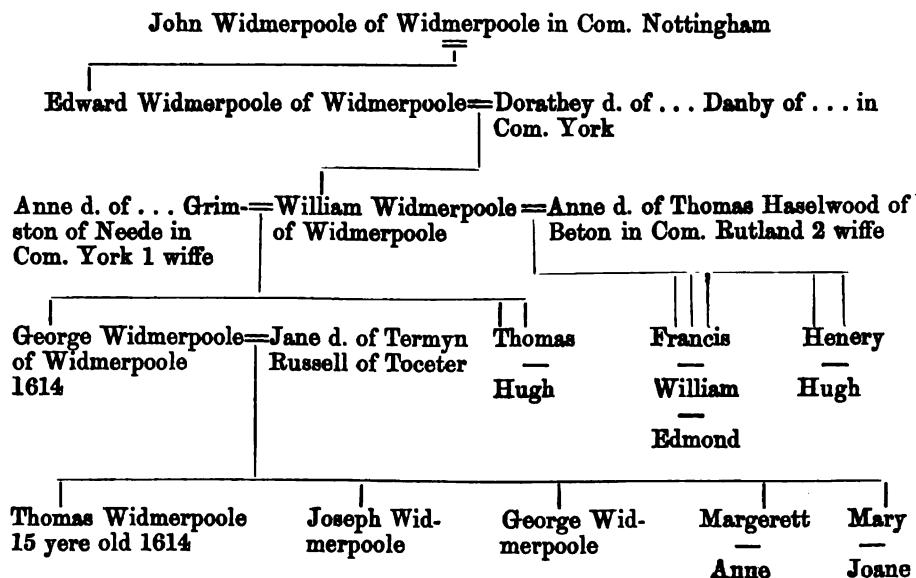 John Widmerpoole of Widmerpoole in Com. Nottingham
Edward Widmerpoole of Widmerpoole=Dorathey d. of . . . Danby of . . . in
Com. York
Anne d. of . . . Grim-=William Widmerpoole=Anne d. of Thomas Haselwood of
ston of Neede in
of Widmerpoole
Beton in Com. Rutland 2 wiffe
Com. York 1 wiffe
George Widmerpoole=Jane d. of Termyn
of Widmerpoole
Russell of Toceter
1614
Thomas
Hugh
Francis
William
Edmond
Henery
Hugh
Thomas Widmerpoole
15 yere old 1614
Joseph Wid-
merpoole
George Wid-
merpoole
Margerett
Anne
Mary
Joane